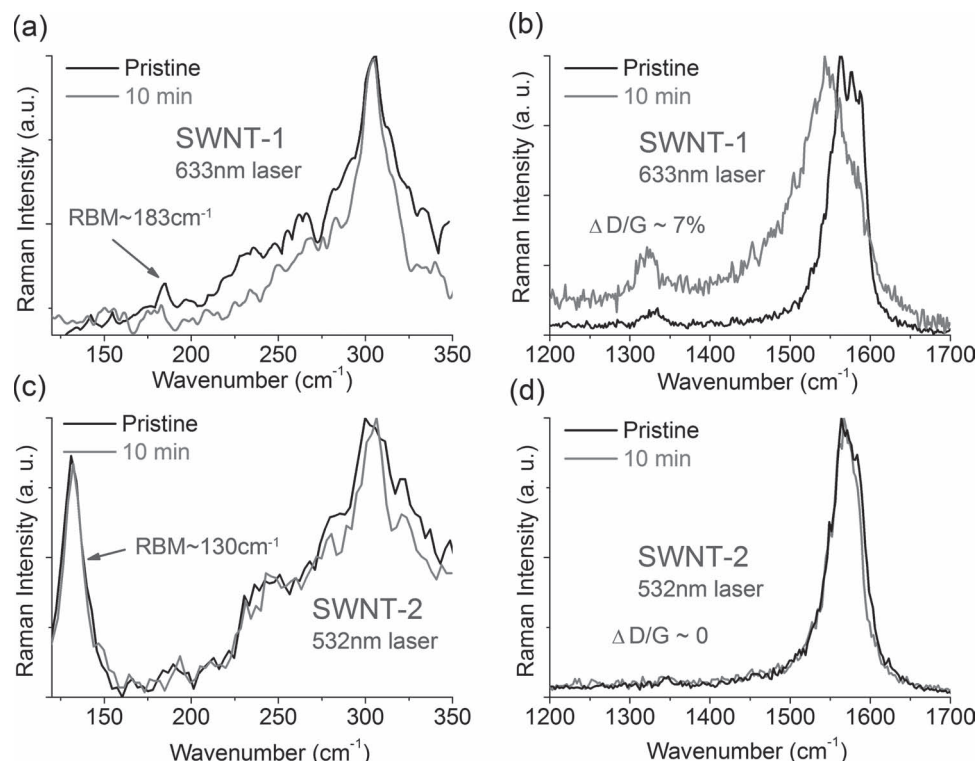 (a)
Pristine
10 min
SWNT-1
633nm laser
RBM~183cm⁻¹
Raman Intensity (a.u.)
150 200 250 300 350
Wavenumber (cm⁻¹)
(b)
Pristine
10 min
SWNT-1
633nm laser
Δ D/G ~ 7%
Raman Intensity (a. u.)
1200 1300 1400 1500 1600 1700
Wavenumber (cm⁻¹)
(c)
Pristine
10 min
RBM~130cm⁻¹
SWNT-2
532nm laser
Raman Intensity (a. u.)
150 200 250 300 350
Wavenumber (cm⁻¹)
(d)
Pristine
10 min
SWNT-2
532nm laser
Δ D/G ~ 0
Raman Intensity (a. u.)
1200 1300 1400 1500 1600 1700
Wavenumber (cm⁻¹)